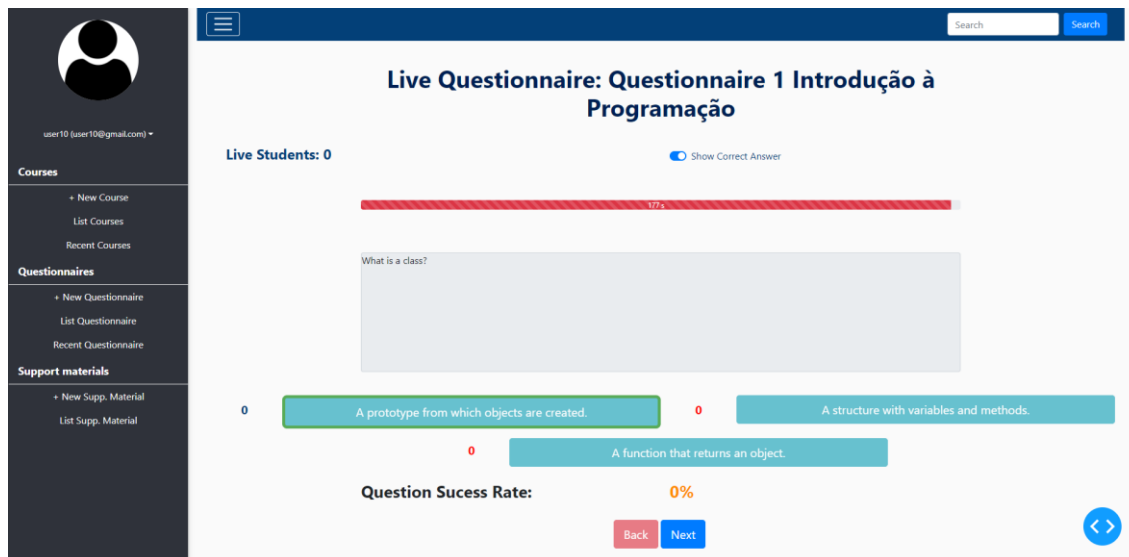 Search
Search
user10 (user10@gmail.com)
Courses
+ New Course
List Courses
Recent Courses
Questionnaires
+ New Questionnaire
List Questionnaire
Recent Questionnaire
Support materials
+ New Supp. Material
List Supp. Material
Live Questionnaire: Questionnaire 1 Introdução à
Programação
Live Students: 0
Show Correct Answer
177 s
What is a class?
0
A prototype from which objects are created.
0
A structure with variables and methods.
0
A function that returns an object.
Question Sucess Rate:
0%
Back
Next